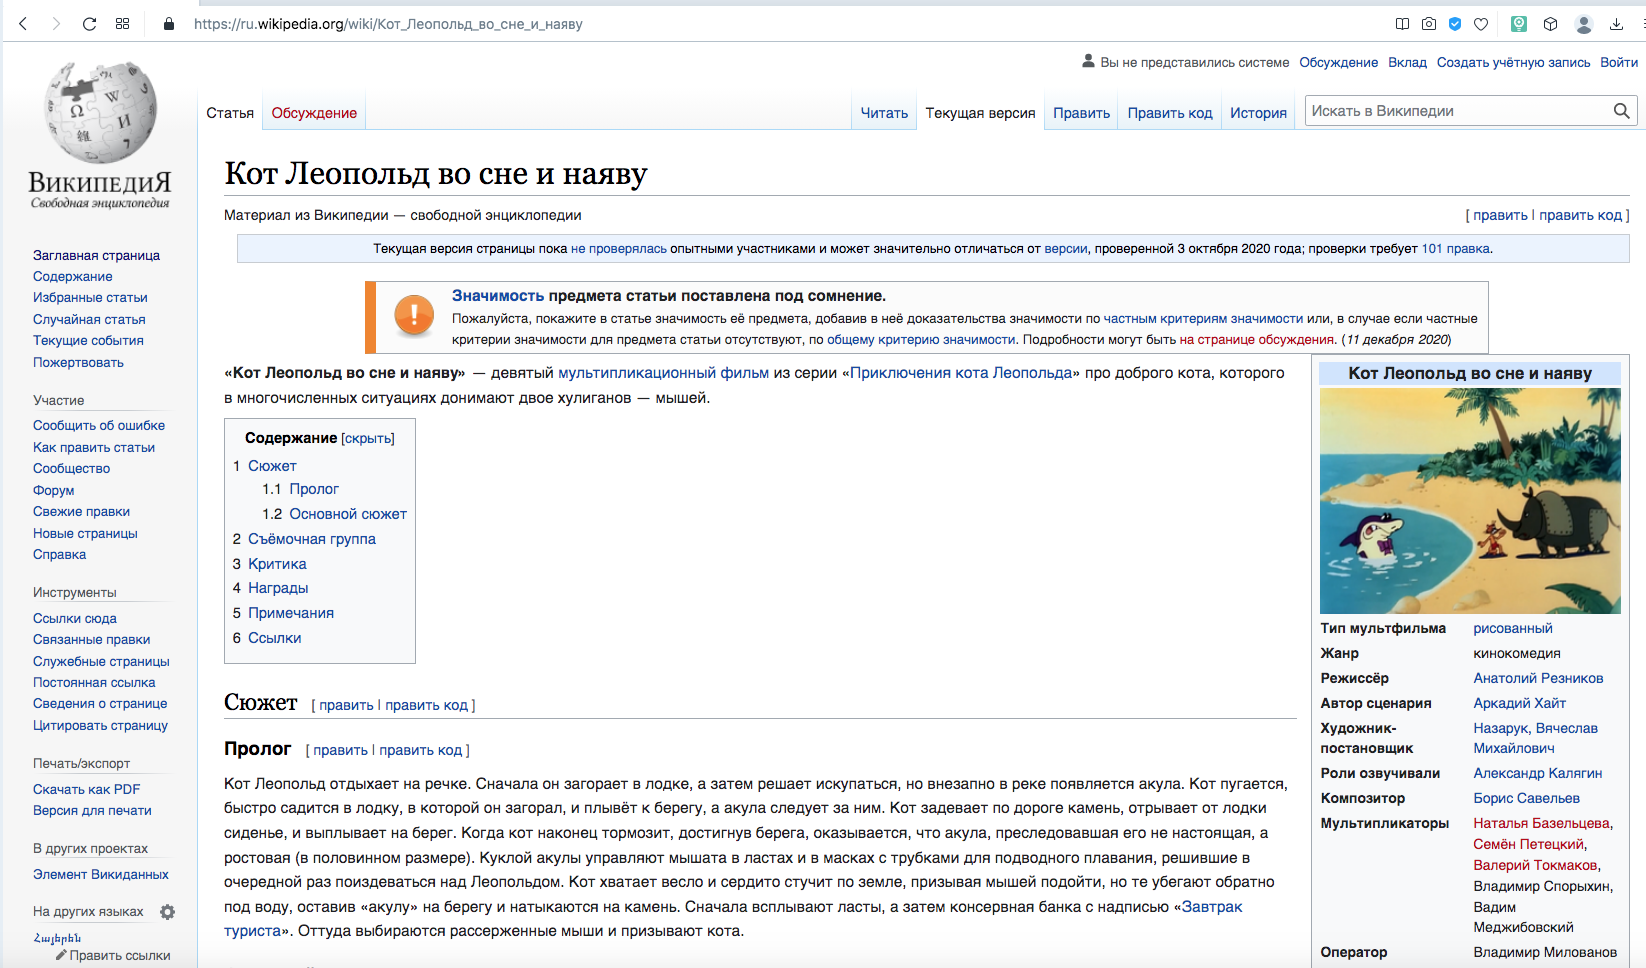 https://ru.wikipedia.org/wiki/Кот_Леопольд_во_сне_и_наяву
Вы не представились системе Обсуждение Вклад Создать учётную запись Войти
Статья Обсуждение Читать Текущая версия Править Править код История Искать в Википедии
ВикипедиЯ
Свободная энциклопедия
Заглавная страница
Содержание
Избранные статьи
Случайная статья
Текущие события
Пожертвовать
Участие
Сообщить об ошибке
Как править статьи
Сообщество
Форум
Свежие правки
Новые страницы
Справка
Инструменты
Ссылки сюда
Связанные правки
Служебные страницы
Постоянная ссылка
Сведения о странице
Цитировать страницу
Печать/экспорт
Скачать как PDF
Версия для печати
В других проектах
Элемент Викиданных
На других языках
Հայերեն
Править ссылки
Кот Леопольд во сне и наяву
Материал из Википедии — свободной энциклопедии [ править | править код ]
Текущая версия страницы пока не проверялась опытными участниками и может значительно отличаться от версии, проверенной 3 октября 2020 года; проверки требует 101 правка.
Значимость предмета статьи поставлена под сомнение.
Пожалуйста, покажите в статье значимость её предмета, добавив в неё доказательства значимости по частным критериям значимости или, в случае если частные
критерии значимости для предмета статьи отсутствуют, по общему критерию значимости. Подробности могут быть на странице обсуждения. (11 декабря 2020)
«Кот Леопольд во сне и наяву» — девятый мультипликационный фильм из серии «Приключения кота Леопольда» про доброго кота, которого
в многочисленных ситуациях донимают двое хулиганов — мышей.
Содержание [скрыть]
1 Сюжет
1.1 Пролог
1.2 Основной сюжет
2 Съёмочная группа
3 Критика
4 Награды
5 Примечания
6 Ссылки
Сюжет [ править | править код ]
Пролог [ править | править код ]
Кот Леопольд отдыхает на речке. Сначала он загорает в лодке, а затем решает искупаться, но внезапно в реке появляется акула. Кот пугается,
быстро садится в лодку, в которой он загорал, и плывёт к берегу, а акула следует за ним. Кот задевает по дороге камень, отрывает от лодки
сиденье, и выплывает на берег. Когда кот наконец тормозит, достигнув берега, оказывается, что акула, преследовавшая его не настоящая, а
ростовая (в половинном размере). Куклой акулы управляют мышата в ластах и в масках с трубками для подводного плавания, решившие в
очередной раз поиздеваться над Леопольдом. Кот хватает весло и сердито стучит по земле, призывая мышей подойти, но те убегают обратно
под воду, оставив «акулу» на берегу и натыкаются на камень. Сначала всплывают ласты, а затем консервная банка с надписью «Завтрак
туриста». Оттуда выбираются рассерженные мыши и призывают кота.
Кот Леопольд во сне и наяву
Тип мультфильма рисованный
Жанр кинокомедия
Режиссёр Анатолий Резников
Автор сценария Аркадий Хайт
Художник- Назарук, Вячеслав
постановщик Михайлович
Роли озвучивали Александр Калягин
Композитор Борис Савельев
Мультипликаторы Наталья Базельцева,
Семён Петецкий,
Валерий Токмаков,
Владимир Спорыхин,
Вадим
Меджибовский
Оператор Владимир Милованов